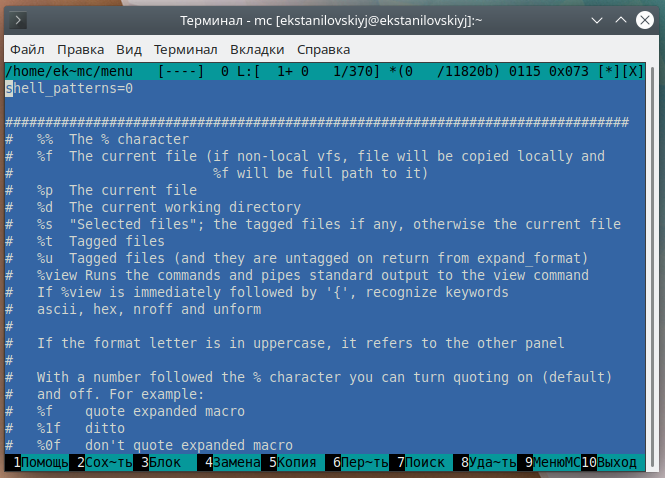 Терминал - mc [ekstanilovskiyj@ekstanilovskiyj]:~
Файл Правка Вид Терминал Вкладки Справка
/home/ek~mc/menu   [----]  0 L:[  1+ 0   1/370] *(0   /11820b) 0115 0x073 [*][X]
shell_patterns=0
##############################################################################
#   %%  The % character
#   %f  The current file (if non-local vfs, file will be copied locally and
#                         %f will be full path to it)
#   %p  The current file
#   %d  The current working directory
#   %s  "Selected files"; the tagged files if any, otherwise the current file
#   %t  Tagged files
#   %u  Tagged files (and they are untagged on return from expand_format)
#   %view Runs the commands and pipes standard output to the view command
#   If %view is immediately followed by '{', recognize keywords
#   ascii, hex, nroff and unform
#
#   If the format letter is in uppercase, it refers to the other panel
#
#   With a number followed the % character you can turn quoting on (default)
#   and off. For example:
#   %f    quote expanded macro
#   %1f   ditto
#   %0f   don't quote expanded macro
1Помощь 2Сох~ть 3Блок 4Замена 5Копия 6Пер~ть 7Поиск 8Уда~ть 9МенюMC 10Выход